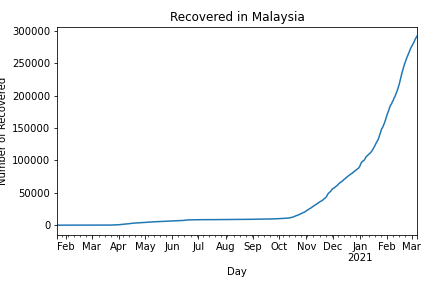 Recovered in Malaysia
Number of Recovered
300000
250000
200000
150000
100000
50000
0
Feb Mar Apr May Jun Jul Aug Sep Oct Nov Dec Jan Feb Mar
2021
Day